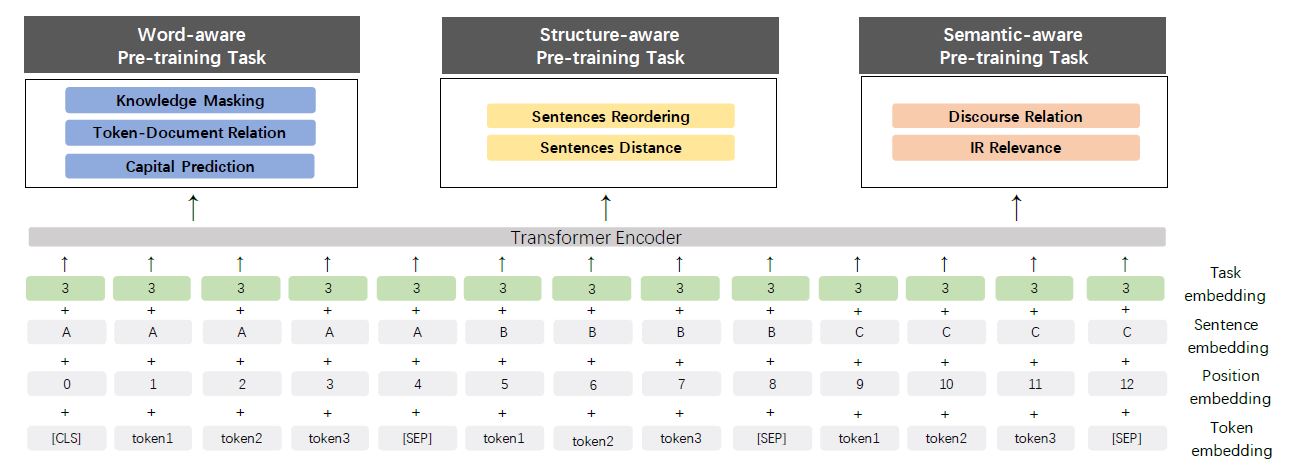 Word-aware
Pre-training Task
Structure-aware
Pre-training Task
Semantic-aware
Pre-training Task
Knowledge Masking
Token-Document Relation
Capital Prediction
Sentences Reordering
Sentences Distance
Discourse Relation
IR Relevance
Transformer Encoder
3 3 3 3 3 3 3 3 3 3 3 3 3
Task
embedding
+ + + + + + + + + + + + +
A A A A A B B B B C C C C
Sentence
embedding
+ + + + + + + + + + + + +
0 1 2 3 4 5 6 7 8 9 10 11 12
Position
embedding
+ + + + + + + + + + + + +
[CLS] token1 token2 token3 [SEP] token1 token2 token3 [SEP] token1 token2 token3 [SEP]
Token
embedding